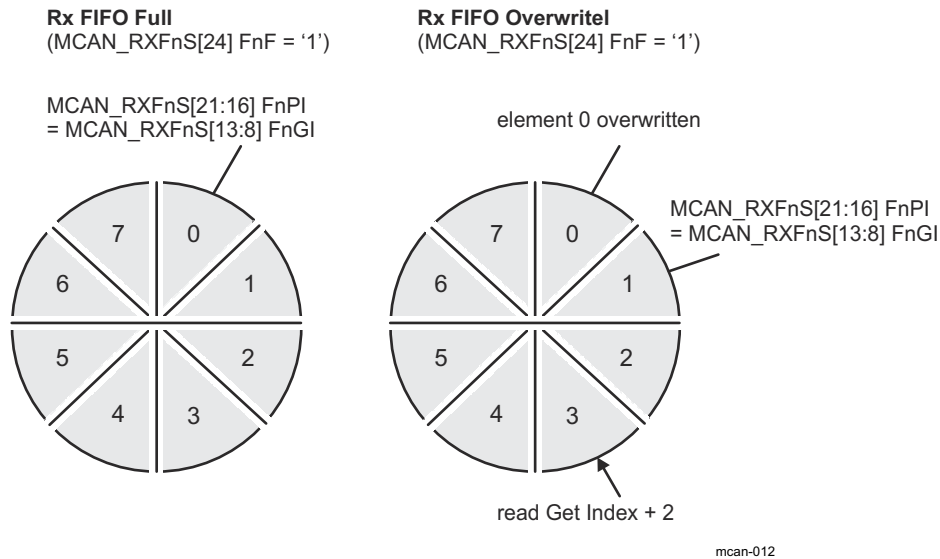 Rx FIFO Full
(MCAN_RXFnS[24] FnF = ‘1’)
MCAN_RXFnS[21:16] FnPI
= MCAN_RXFnS[13:8] FnGI
7
0
6
1
5
2
4
3
Rx FIFO Overwritel
(MCAN_RXFnS[24] FnF = ‘1’)
element 0 overwritten
MCAN_RXFnS[21:16] FnPI
= MCAN_RXFnS[13:8] FnGI
7
0
6
1
5
2
4
3
read Get Index + 2
mcan-012